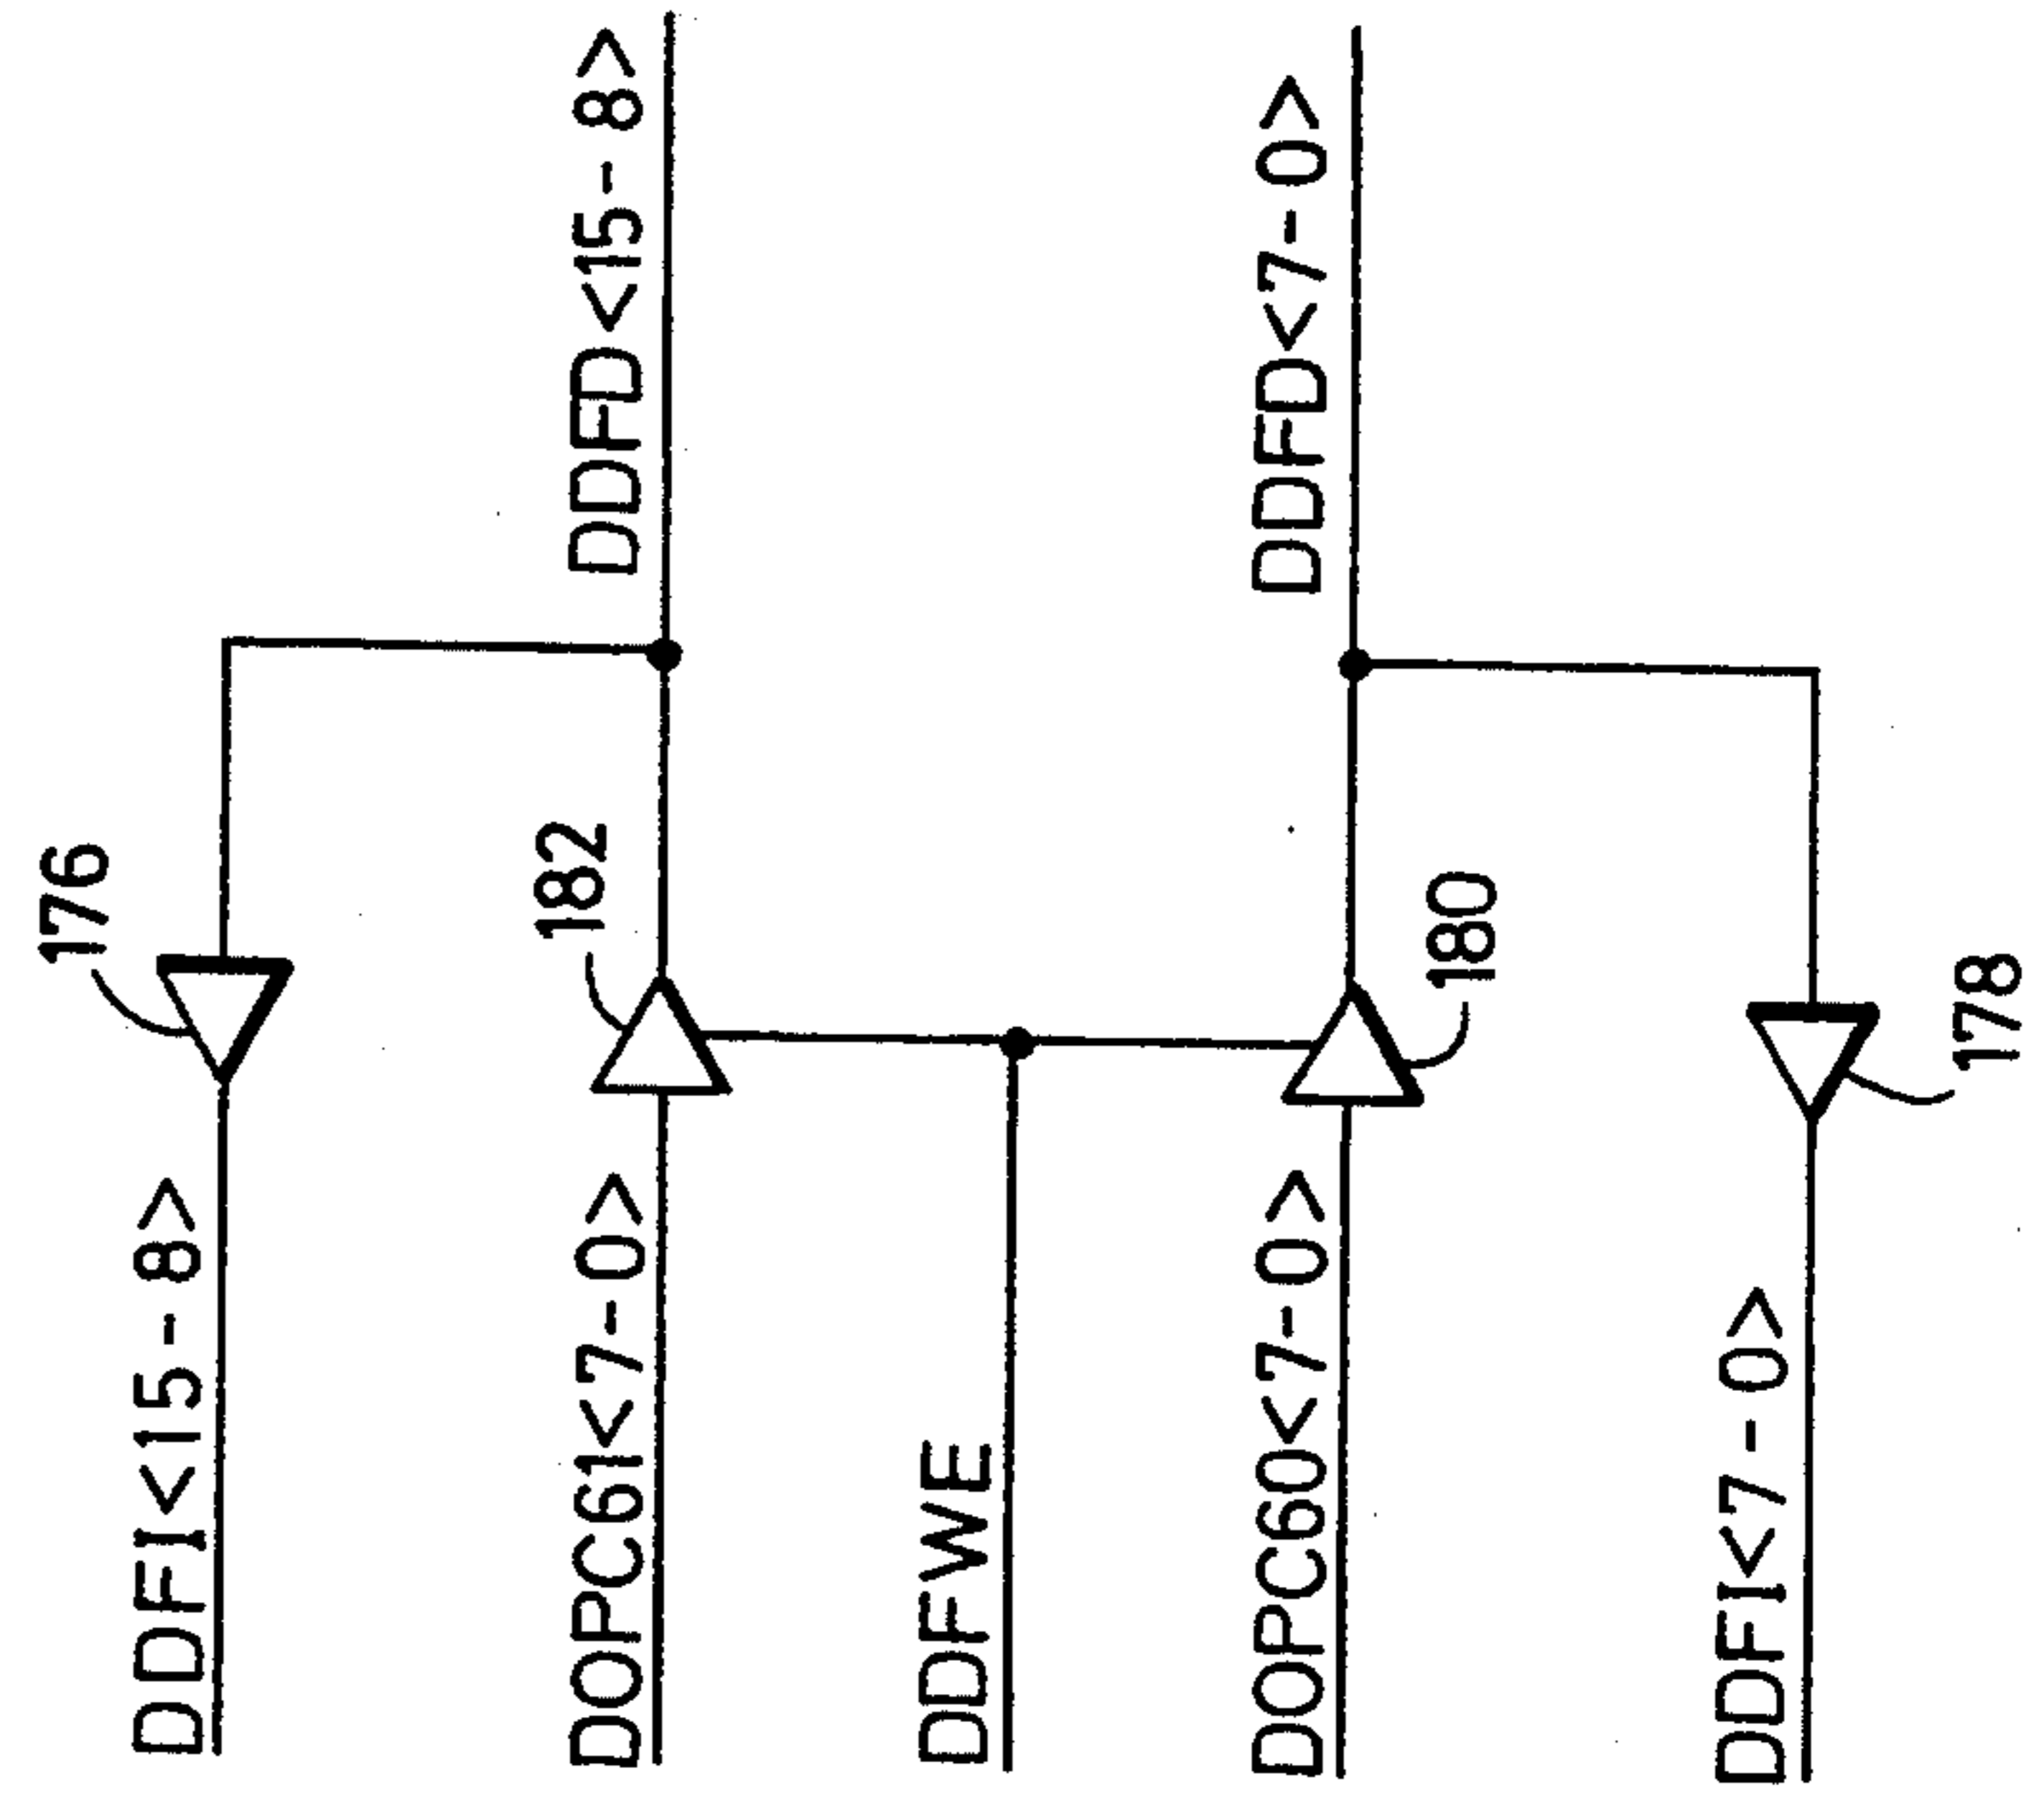 176
DDFI<15-8>
182
DOPC61<7-0>
DDFD<15-8>
DDFWE
DOPC60<7-0>
DDFD<7-0>
180
DDFI<7-0>
178